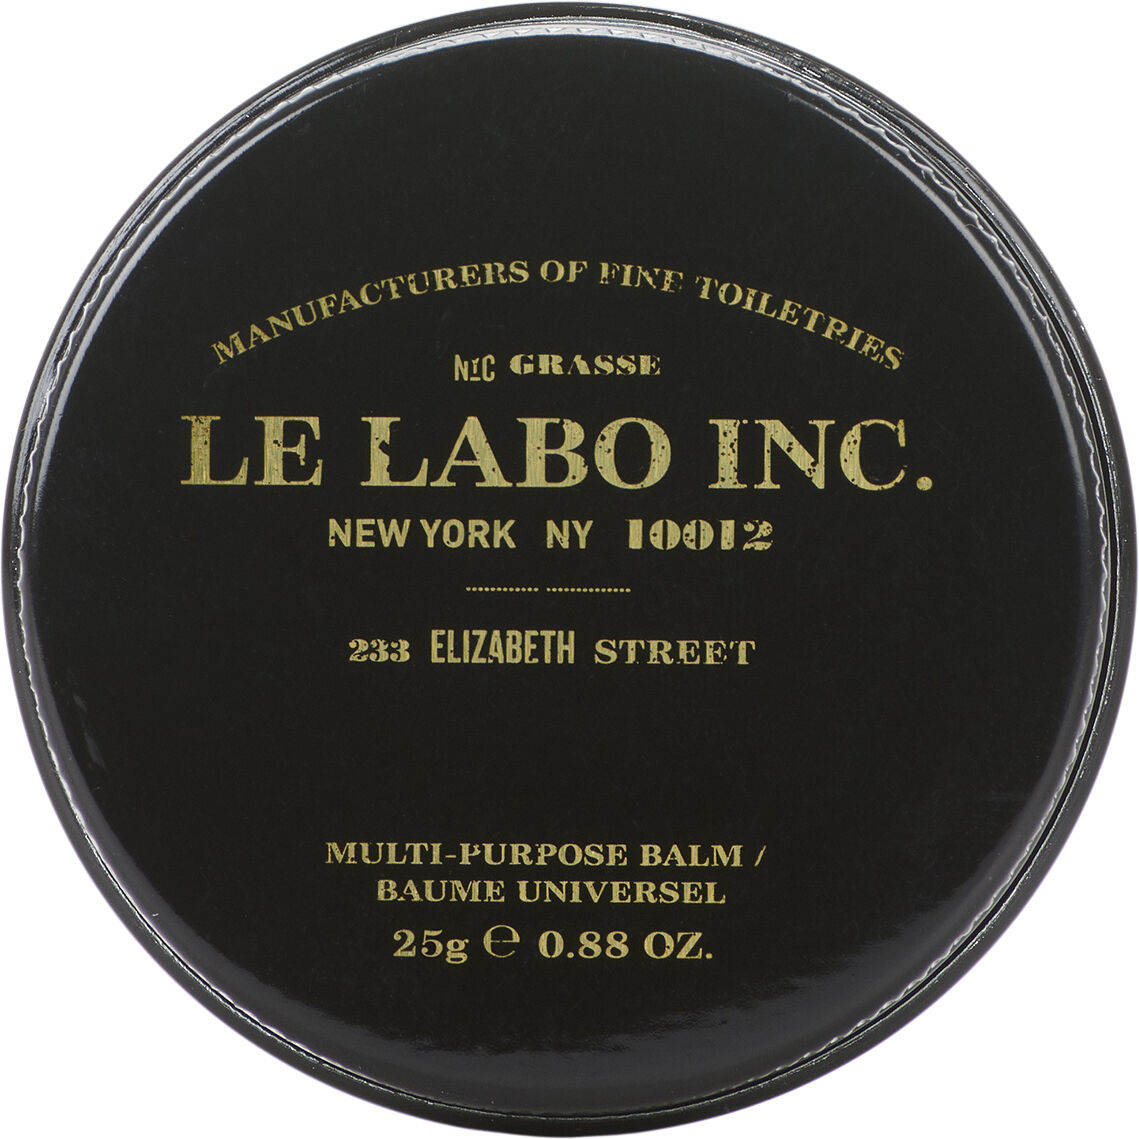 MANUFACTURERS OF FINE TOILETRIES
NYC GRASSE
LE LABO INC.
NEW YORK NY 10012
233 ELIZABETH STREET
MULTI-PURPOSE BALM /
BAUME UNIVERSEL
25g ℮ 0.88 OZ.